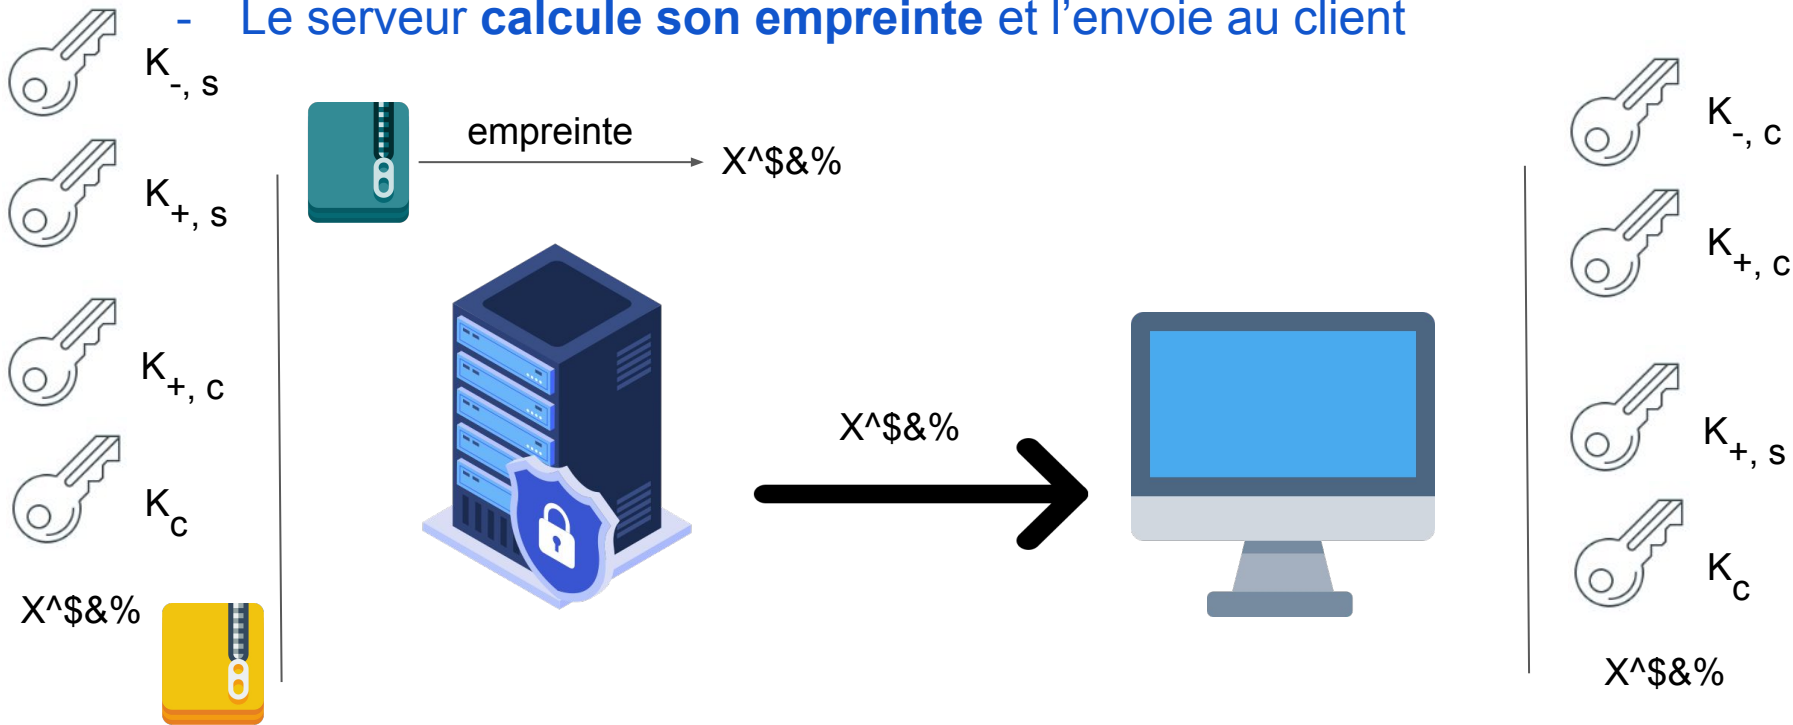 - Le serveur calcule son empreinte et l’envoie au client
K-, s
K+, s
K+, c
Kc
X^$&%
empreinte
X^$&%
X^$&%
K-, c
K+, c
K+, s
Kc
X^$&%